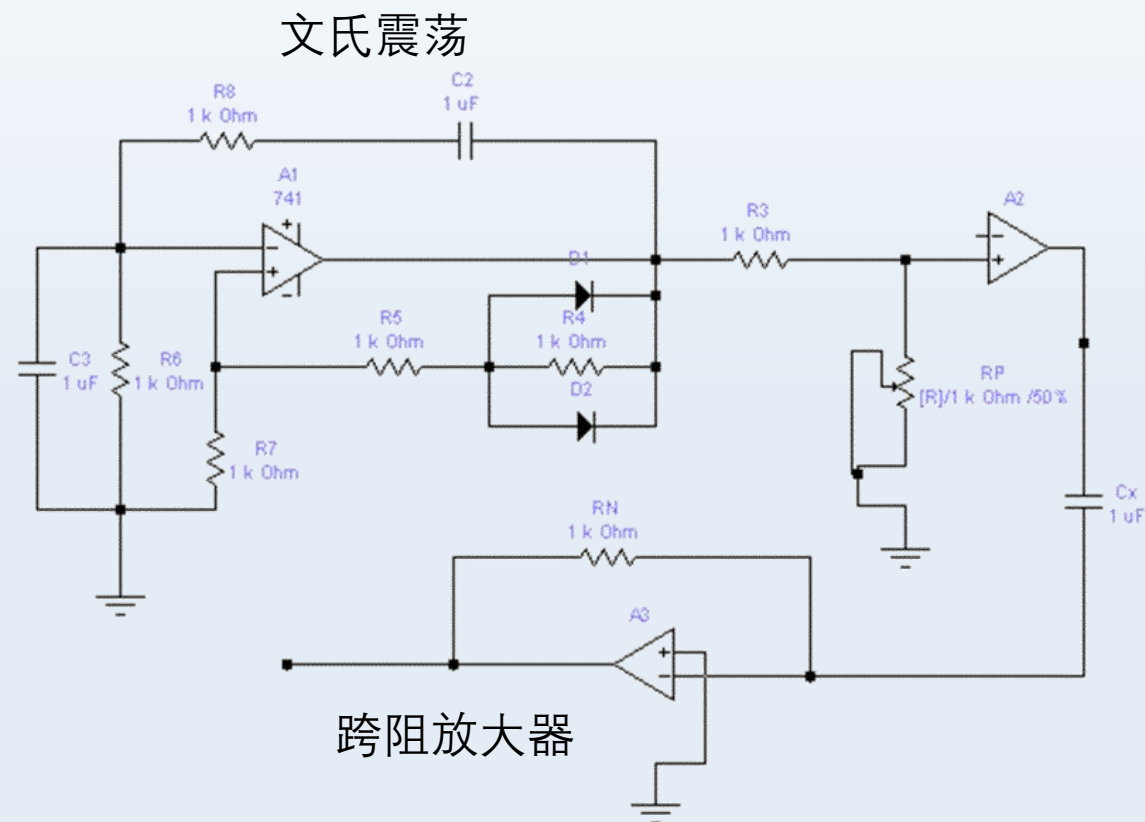 文氏震荡
C2
1 uF
R8
1 k Ohm
A1
741
A2
R3
1 k Ohm
D1
R5
1 k Ohm
R4
1 k Ohm
C3
1 uF
R6
1 k Ohm
D2
RP
[R]/1 k Ohm /50%
R7
1 k Ohm
Cx
1 uF
RN
1 k Ohm
A3
跨阻放大器